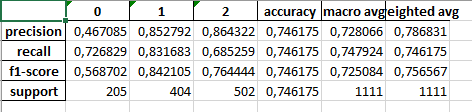 0 1 2 accuracy macro avg eighted avg
precision 0,467085 0,852792 0,864322 0,746175 0,728066 0,786831
recall 0,726829 0,831683 0,685259 0,746175 0,747924 0,746175
f1-score 0,568702 0,842105 0,764444 0,746175 0,725084 0,756567
support 205 404 502 0,746175 1111 1111